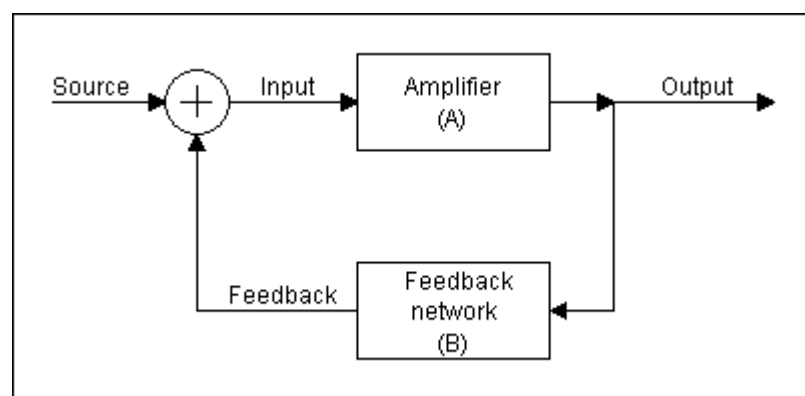 Source
Input
Amplifier
(A)
Output
Feedback
Feedback
network
(B)